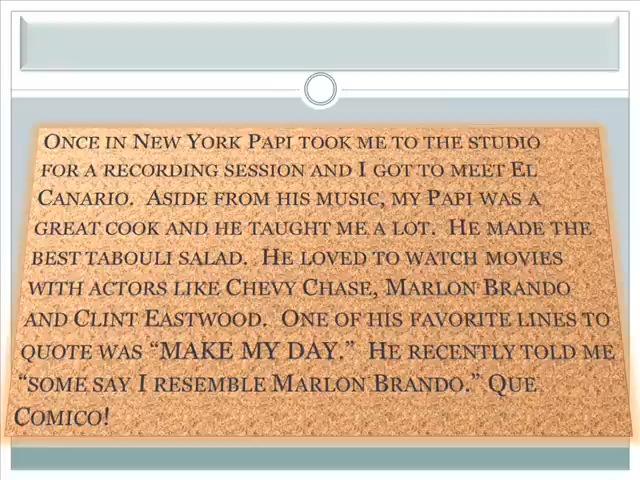 Once in New York Papi took me to the studio
for a recording session and I got to meet El
Canario.  Aside from his music, my Papi was a
great cook and he taught me a lot.  He made the
best tabouli salad.  He loved to watch movies
with actors like Chevy Chase, Marlon Brando
and Clint Eastwood.  One of his favorite lines to
quote was “MAKE MY DAY.”  He recently told me
“some say I resemble Marlon Brando.” Que
Comico!